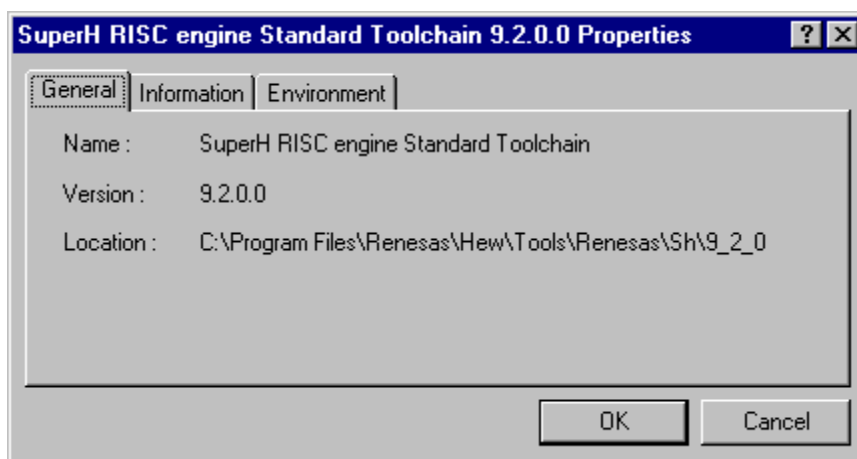 SuperH RISC engine Standard Toolchain 9.2.0.0 Properties
General Information Environment
Name : SuperH RISC engine Standard Toolchain
Version : 9.2.0.0
Location : C:\Program Files\Renesas\Hew\Tools\Renesas\Sh\9_2_0
OK Cancel